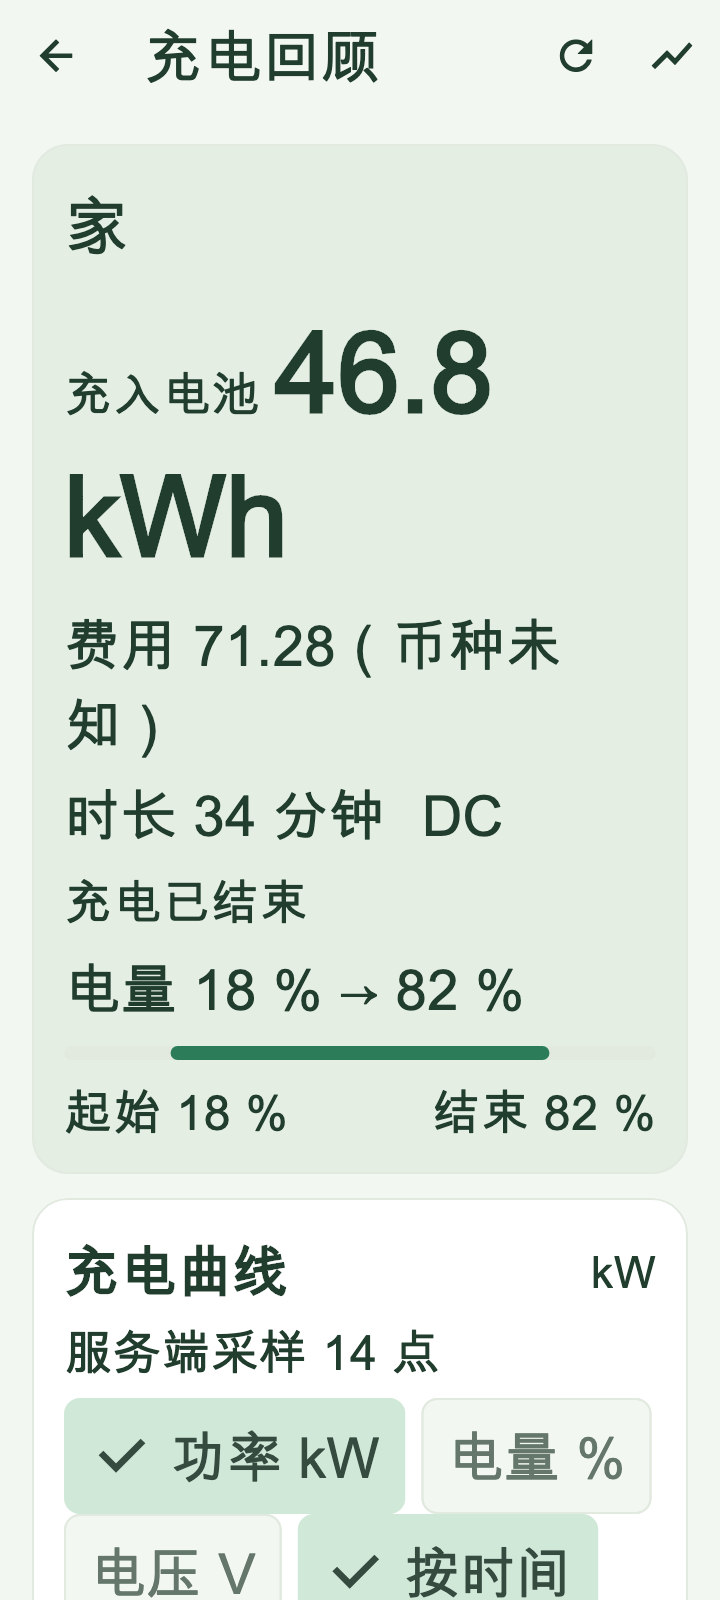 充电回顾
家
充入电池 46.8
kWh
费用 71.28 ( 币种未
知 )
时长 34 分钟  DC
充电已结束
电量 18 % → 82 %
起始 18 %
结束 82 %
充电曲线
kW
服务端采样 14 点
功率 kW
电量 %
电压 V
按时间